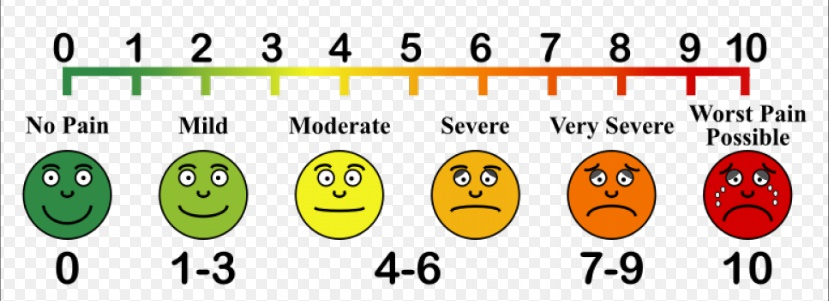 0 1 2 3 4 5 6 7 8 9 10
No Pain Mild Moderate Severe Very Severe Worst Pain
Possible
0 1-3 4-6 7-9 10